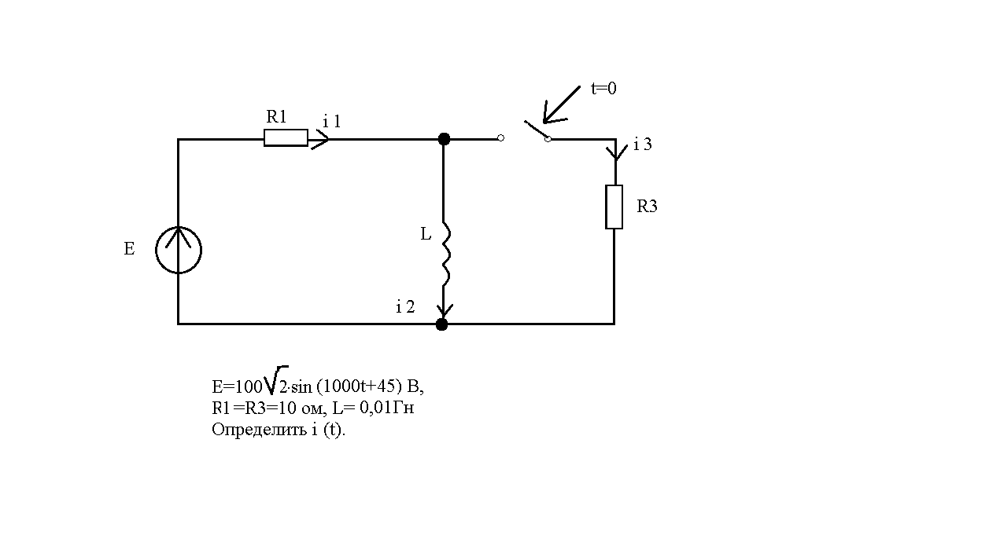 t=0
R1
i 1
i 3
R3
L
E
i 2
E=100√2·sin (1000t+45) В,
R1=R3=10 ом, L= 0,01Гн
Определить i (t).